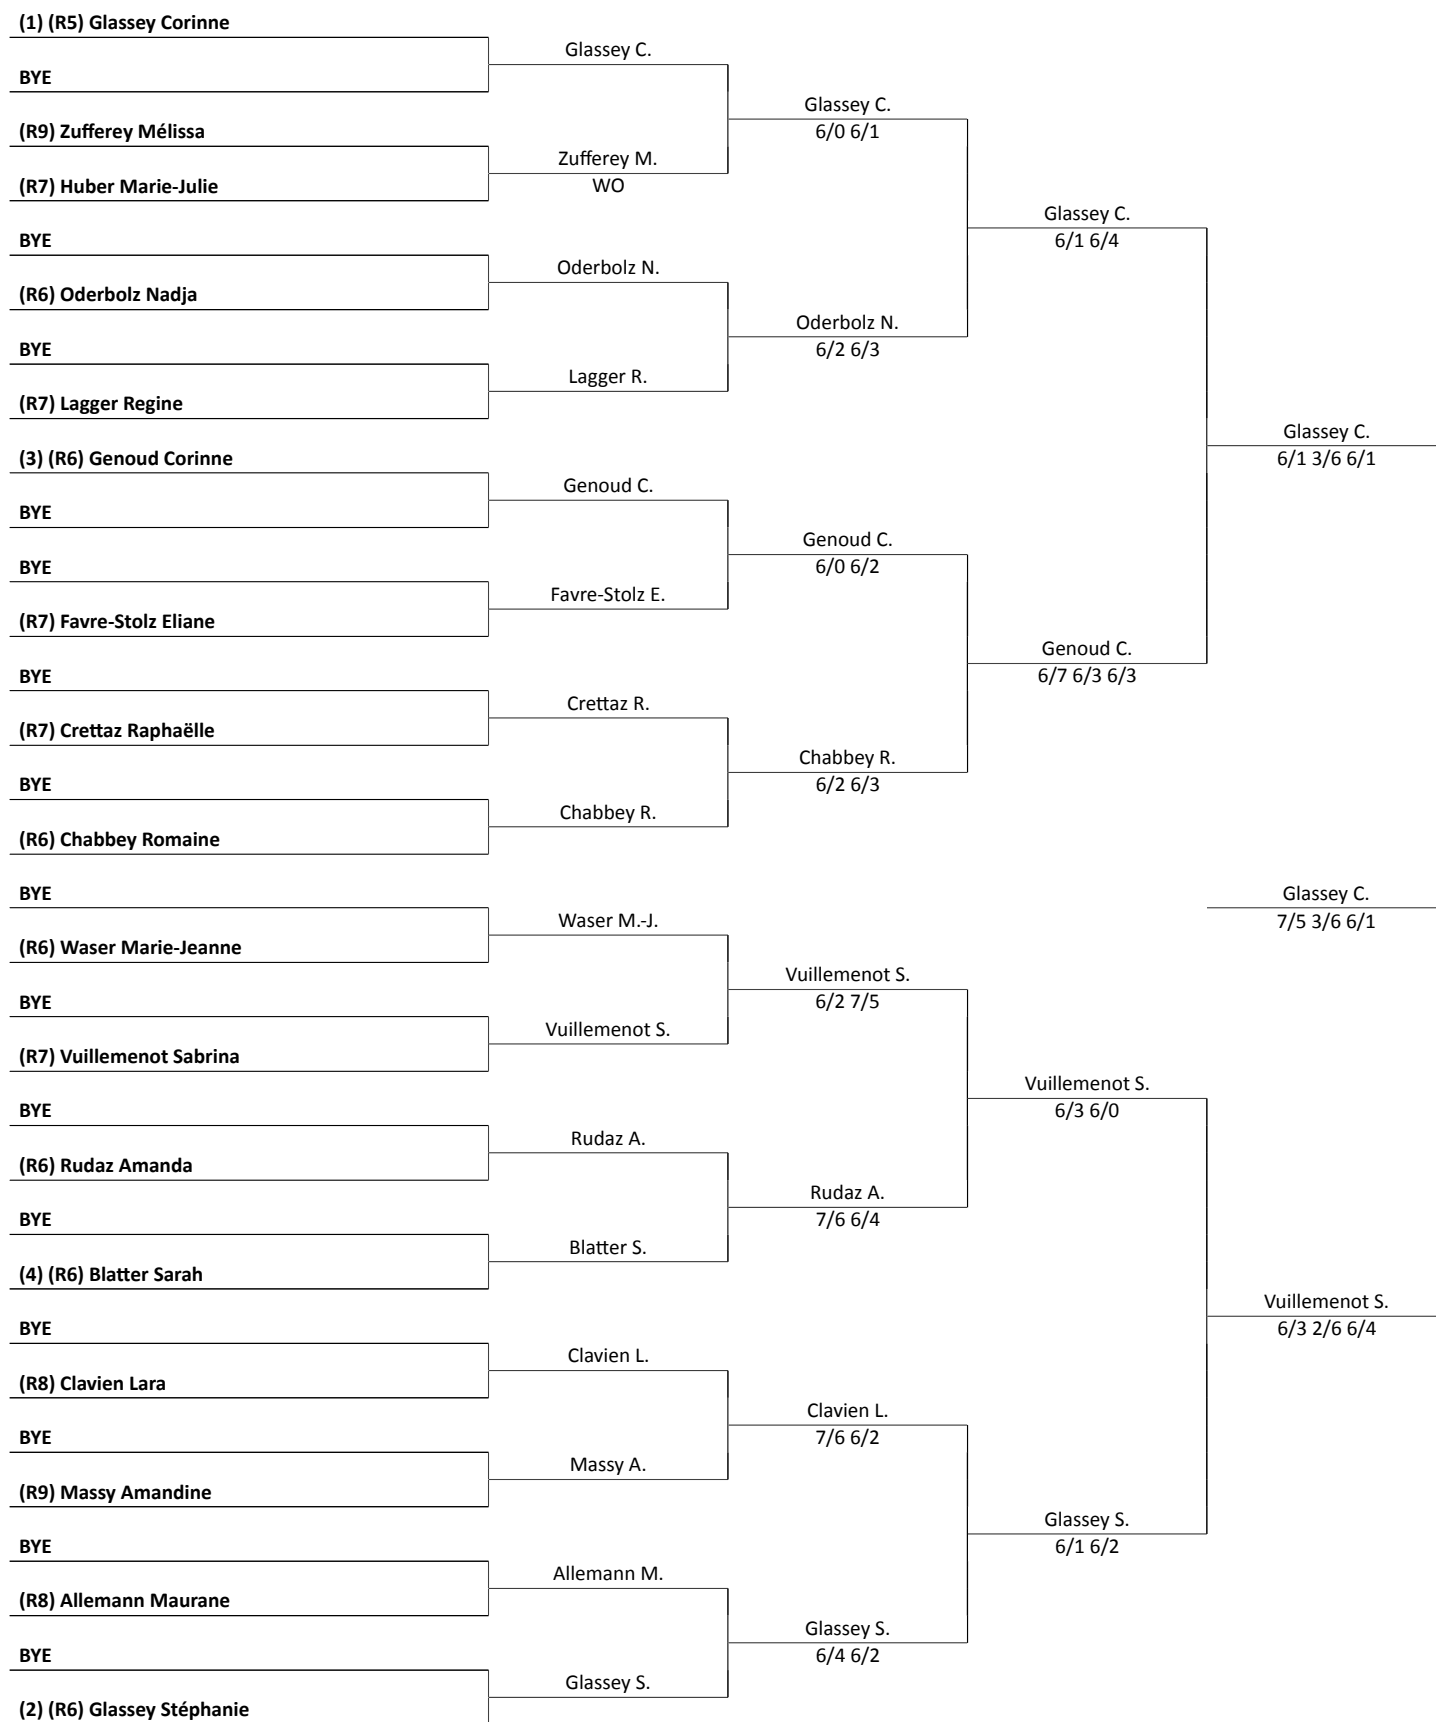 (1) (R5) Glassey Corinne
BYE
(R9) Zufferey Mélissa
(R7) Huber Marie-Julie
BYE
(R6) Oderbolz Nadja
BYE
(R7) Lagger Regine
(3) (R6) Genoud Corinne
BYE
BYE
(R7) Favre-Stolz Eliane
BYE
(R7) Crettaz Raphaëlle
BYE
(R6) Chabbey Romaine
BYE
(R6) Waser Marie-Jeanne
BYE
(R7) Vuillemenot Sabrina
BYE
(R6) Rudaz Amanda
BYE
(4) (R6) Blatter Sarah
BYE
(R8) Clavien Lara
BYE
(R9) Massy Amandine
BYE
(R8) Allemann Maurane
BYE
(2) (R6) Glassey Stéphanie
Glassey C.
Zufferey M.
WO
Oderbolz N.
Lagger R.
Genoud C.
Favre-Stolz E.
Crettaz R.
Chabbey R.
Waser M.-J.
Vuillemenot S.
Rudaz A.
Blatter S.
Clavien L.
Massy A.
Allemann M.
Glassey S.
Glassey C.
6/0 6/1
Oderbolz N.
6/2 6/3
Genoud C.
6/0 6/2
Chabbey R.
6/2 6/3
Vuillemenot S.
6/2 7/5
Rudaz A.
7/6 6/4
Clavien L.
7/6 6/2
Glassey S.
6/4 6/2
Glassey C.
6/1 6/4
Genoud C.
6/7 6/3 6/3
Vuillemenot S.
6/3 6/0
Glassey S.
6/1 6/2
Glassey C.
6/1 3/6 6/1
Glassey C.
7/5 3/6 6/1
Vuillemenot S.
6/3 2/6 6/4